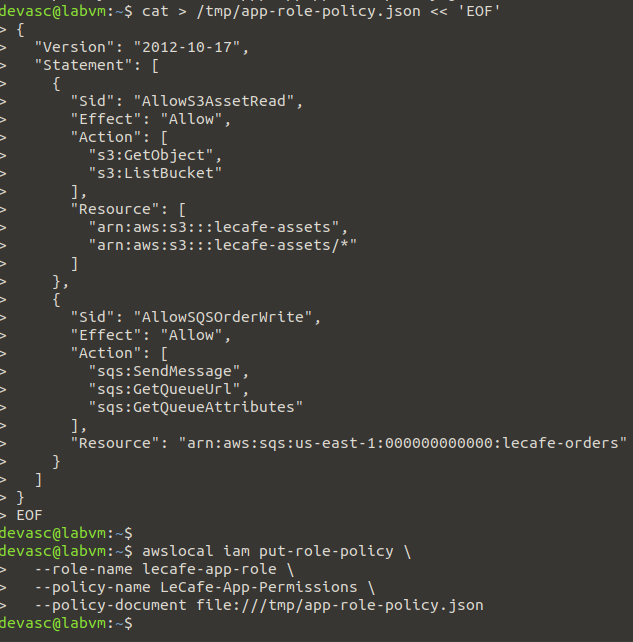 devasc@labvm:~$ cat > /tmp/app-role-policy.json << 'EOF'
> {
>   "Version": "2012-10-17",
>   "Statement": [
>     {
>       "Sid": "AllowS3AssetRead",
>       "Effect": "Allow",
>       "Action": [
>         "s3:GetObject",
>         "s3:ListBucket"
>       ],
>       "Resource": [
>         "arn:aws:s3:::lecafe-assets",
>         "arn:aws:s3:::lecafe-assets/*"
>       ]
>     },
>     {
>       "Sid": "AllowSQSOrderWrite",
>       "Effect": "Allow",
>       "Action": [
>         "sqs:SendMessage",
>         "sqs:GetQueueUrl",
>         "sqs:GetQueueAttributes"
>       ],
>       "Resource": "arn:aws:sqs:us-east-1:000000000000:lecafe-orders"
>     }
>   ]
> }
> EOF
devasc@labvm:~$
devasc@labvm:~$ awslocal iam put-role-policy \
>   --role-name lecafe-app-role \
>   --policy-name LeCafe-App-Permissions \
>   --policy-document file:///tmp/app-role-policy.json
devasc@labvm:~$